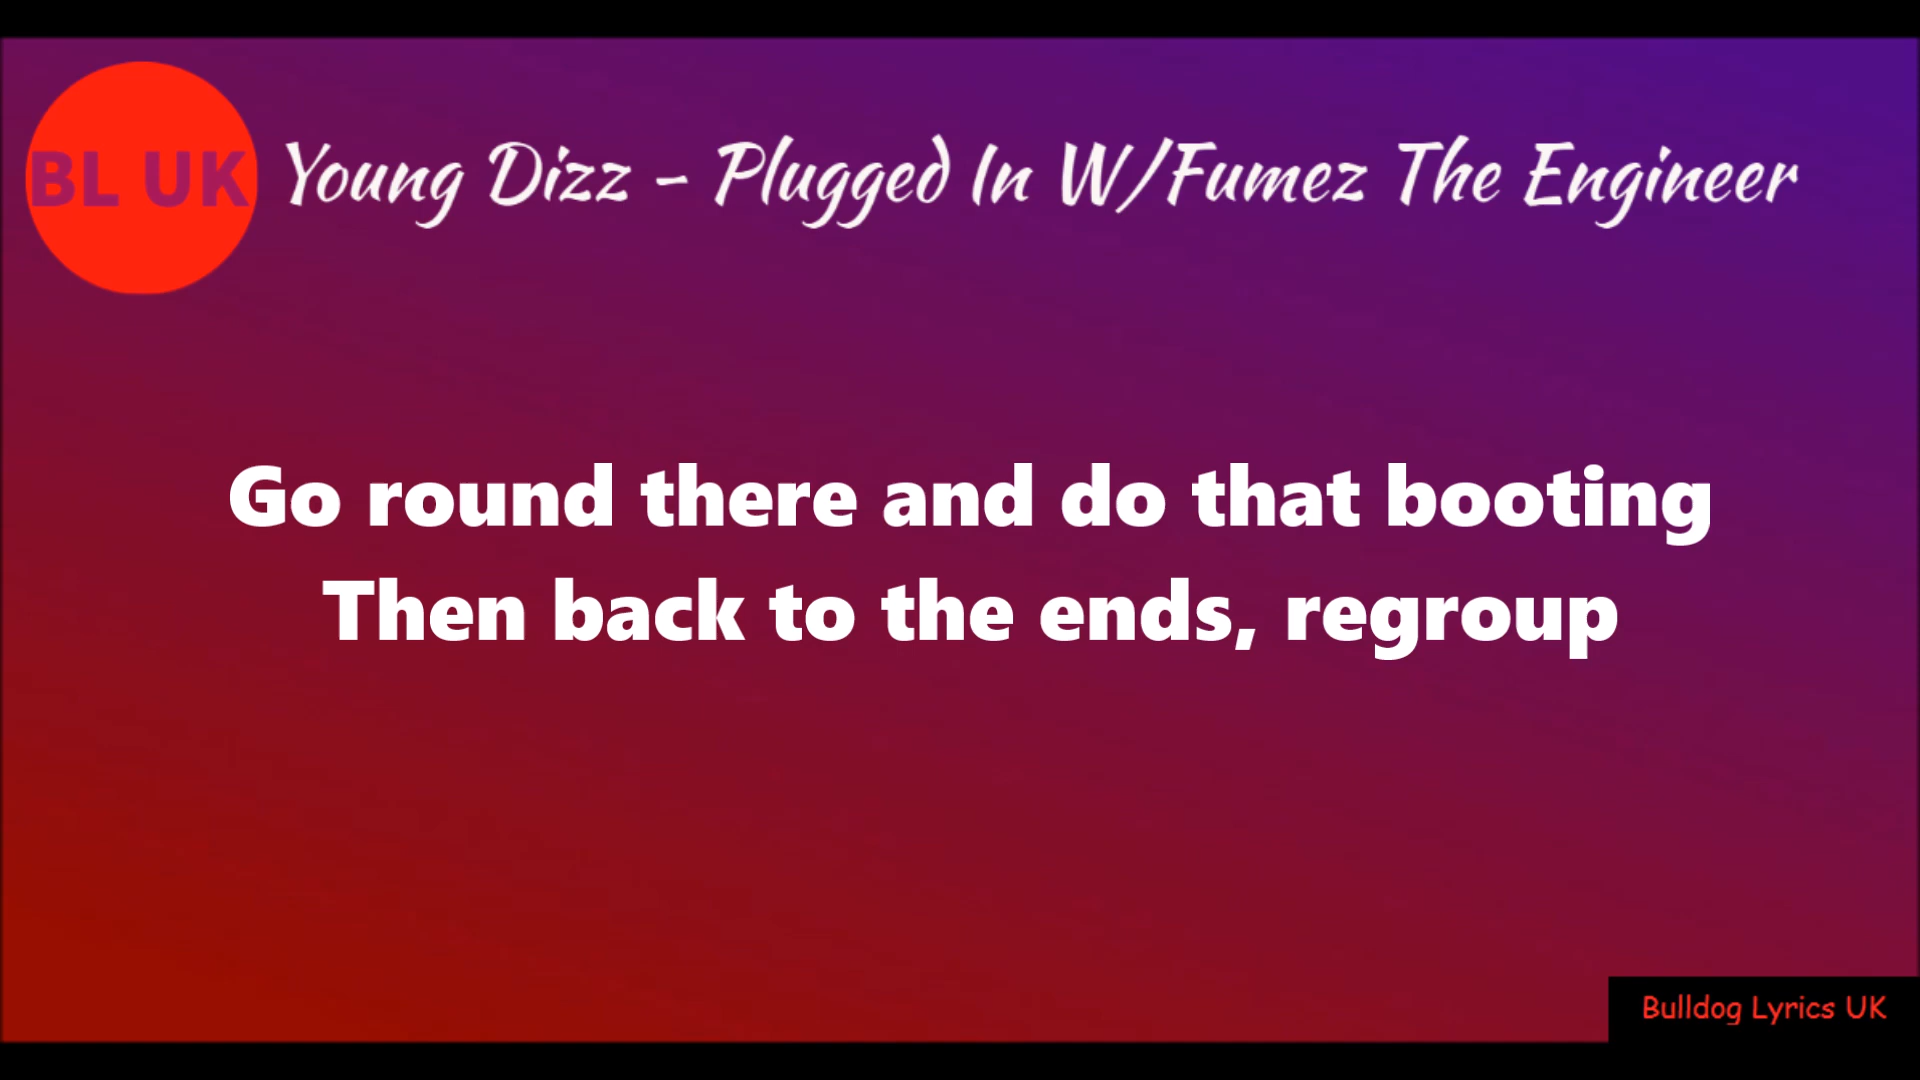 BL UK
Young Dizz - Plugged In W/Fumez The Engineer
Go round there and do that booting
Then back to the ends, regroup
Bulldog Lyrics UK